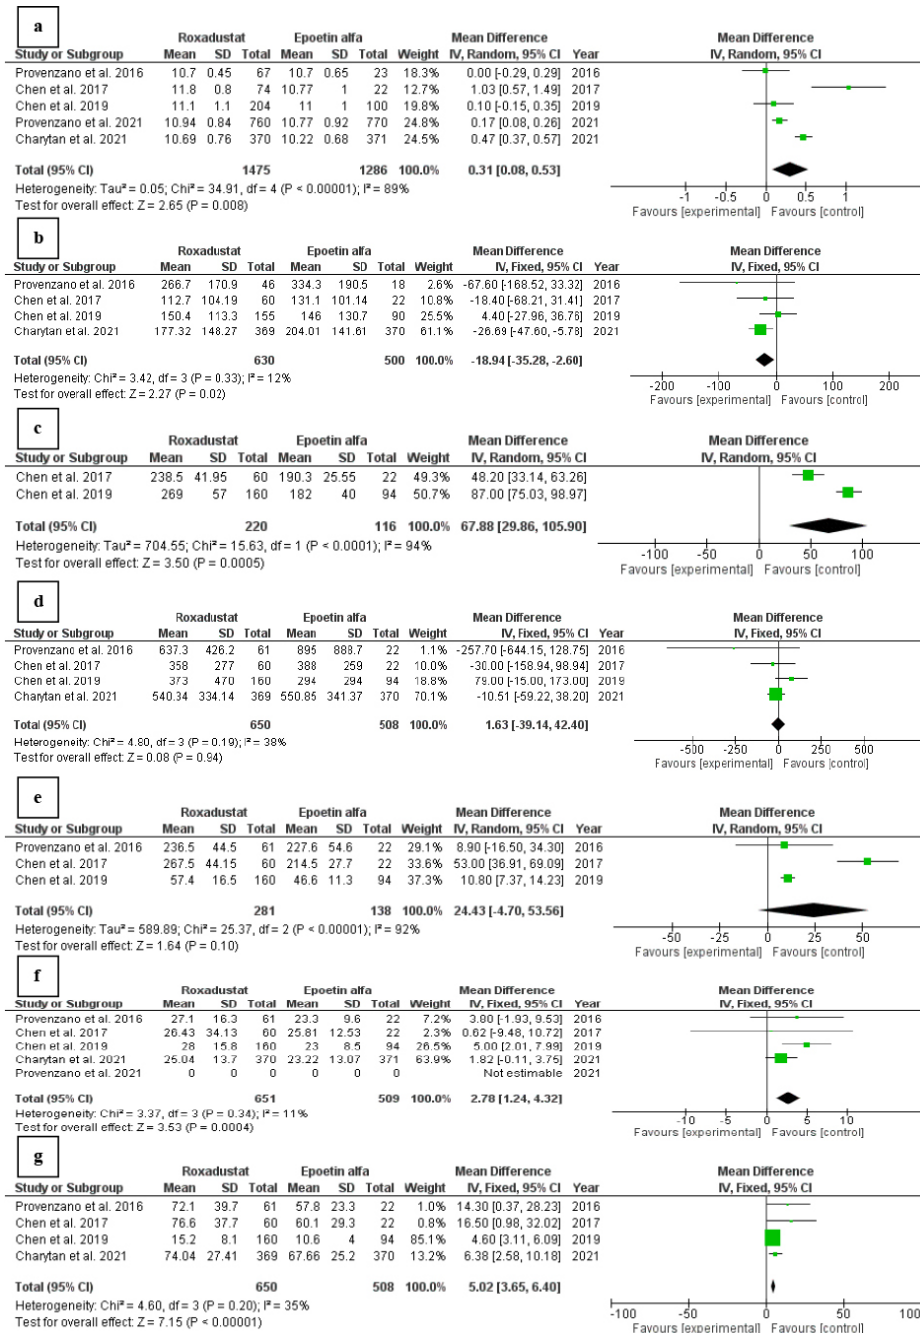 a
Roxadustat Epoetin alfa Mean Difference Mean Difference
Study or Subgroup Mean SD Total Mean SD Total Weight IV, Random, 95% CI Year IV, Random, 95% CI
Provenzano et al. 2016 10.7 0.45 67 10.7 0.65 23 18.3% 0.00 [-0.29, 0.29] 2016
Chen et al. 2017 11.8 0.8 74 10.77 1 22 12.7% 1.03 [0.57, 1.49] 2017
Chen et al. 2019 11.1 1.1 204 11 1 100 19.8% 0.10 [-0.15, 0.35] 2019
Provenzano et al. 2021 10.94 0.84 760 10.77 0.92 770 24.8% 0.17 [0.08, 0.26] 2021
Charytan et al. 2021 10.69 0.76 370 10.22 0.68 371 24.5% 0.47 [0.37, 0.57] 2021
Total (95% CI) 1475 1286 100.0% 0.31 [0.08, 0.53]
Heterogeneity: Tau² = 0.05; Chi² = 34.91, df = 4 (P < 0.00001); I² = 89%
Test for overall effect: Z = 2.65 (P = 0.008)
-1 -0.5 0 0.5 1
Favours [experimental] Favours [control]
b
Roxadustat Epoetin alfa Mean Difference Mean Difference
Study or Subgroup Mean SD Total Mean SD Total Weight IV, Fixed, 95% CI Year IV, Fixed, 95% CI
Provenzano et al. 2016 266.7 170.9 46 334.3 190.5 18 2.6% -67.60 [-168.52, 33.32] 2016
Chen et al. 2017 112.7 104.19 60 131.1 101.14 22 10.8% -18.40 [-68.21, 31.41] 2017
Chen et al. 2019 150.4 113.3 155 146 130.7 90 25.5% 4.40 [-27.96, 36.76] 2019
Charytan et al. 2021 177.32 148.27 369 204.01 141.61 370 61.1% -26.69 [-47.60, -5.78] 2021
Total (95% CI) 630 500 100.0% -18.94 [-35.28, -2.60]
Heterogeneity: Chi² = 3.42, df = 3 (P = 0.33); I² = 12%
Test for overall effect: Z = 2.27 (P = 0.02)
-200 -100 0 100 200
Favours [experimental] Favours [control]
c
Roxadustat Epoetin alfa Mean Difference Mean Difference
Study or Subgroup Mean SD Total Mean SD Total Weight IV, Random, 95% CI IV, Random, 95% CI
Chen et al. 2017 238.5 41.95 60 190.3 25.55 22 49.3% 48.20 [33.14, 63.26]
Chen et al. 2019 269 57 160 182 40 94 50.7% 87.00 [75.03, 98.97]
Total (95% CI) 220 116 100.0% 67.88 [29.86, 105.90]
Heterogeneity: Tau² = 704.55; Chi² = 15.63, df = 1 (P < 0.0001); I² = 94%
Test for overall effect: Z = 3.50 (P = 0.0005)
-100 -50 0 50 100
Favours [experimental] Favours [control]
d
Roxadustat Epoetin alfa Mean Difference Mean Difference
Study or Subgroup Mean SD Total Mean SD Total Weight IV, Fixed, 95% CI Year IV, Fixed, 95% CI
Provenzano et al. 2016 637.3 426.2 61 895 888.7 22 1.1% -257.70 [-644.15, 128.75] 2016
Chen et al. 2017 358 277 60 388 259 22 10.0% -30.00 [-158.94, 98.94] 2017
Chen et al. 2019 373 470 160 294 294 94 18.8% 79.00 [-15.00, 173.00] 2019
Charytan et al. 2021 540.34 334.14 369 550.85 341.37 370 70.1% -10.51 [-59.22, 38.20] 2021
Total (95% CI) 650 508 100.0% 1.63 [-39.14, 42.40]
Heterogeneity: Chi² = 4.80, df = 3 (P = 0.19); I² = 38%
Test for overall effect: Z = 0.08 (P = 0.94)
-500 -250 0 250 500
Favours [experimental] Favours [control]
e
Roxadustat Epoetin alfa Mean Difference Mean Difference
Study or Subgroup Mean SD Total Mean SD Total Weight IV, Random, 95% CI Year IV, Random, 95% CI
Provenzano et al. 2016 236.5 44.5 61 227.6 54.6 22 29.1% 8.90 [-16.50, 34.30] 2016
Chen et al. 2017 267.5 44.15 60 214.5 27.7 22 33.6% 53.00 [36.91, 69.09] 2017
Chen et al. 2019 57.4 16.5 160 46.6 11.3 94 37.3% 10.80 [7.37, 14.23] 2019
Total (95% CI) 281 138 100.0% 24.43 [-4.70, 53.56]
Heterogeneity: Tau² = 589.89; Chi² = 25.37, df = 2 (P < 0.00001); I² = 92%
Test for overall effect: Z = 1.64 (P = 0.10)
-50 -25 0 25 50
Favours [experimental] Favours [control]
f
Roxadustat Epoetin alfa Mean Difference Mean Difference
Study or Subgroup Mean SD Total Mean SD Total Weight IV, Fixed, 95% CI Year IV, Fixed, 95% CI
Provenzano et al. 2016 27.1 16.3 61 23.3 9.6 22 7.2% 3.80 [-1.93, 9.53] 2016
Chen et al. 2017 26.43 34.13 60 25.81 12.53 22 2.3% 0.62 [-9.48, 10.72] 2017
Chen et al. 2019 28 15.8 160 23 8.5 94 26.5% 5.00 [2.01, 7.99] 2019
Charytan et al. 2021 25.04 13.7 370 23.22 13.07 371 63.9% 1.82 [-0.11, 3.75] 2021
Provenzano et al. 2021 0 0 0 0 0 0 Not estimable 2021
Total (95% CI) 651 509 100.0% 2.78 [1.24, 4.32]
Heterogeneity: Chi² = 3.37, df = 3 (P = 0.34); I² = 11%
Test for overall effect: Z = 3.53 (P = 0.0004)
-10 -5 0 5 10
Favours [experimental] Favours [control]
g
Roxadustat Epoetin alfa Mean Difference Mean Difference
Study or Subgroup Mean SD Total Mean SD Total Weight IV, Fixed, 95% CI Year IV, Fixed, 95% CI
Provenzano et al. 2016 72.1 39.7 61 57.8 23.3 22 1.0% 14.30 [0.37, 28.23] 2016
Chen et al. 2017 76.6 37.7 60 60.1 29.3 22 0.8% 16.50 [0.98, 32.02] 2017
Chen et al. 2019 15.2 8.1 160 10.6 4 94 85.1% 4.60 [3.11, 6.09] 2019
Charytan et al. 2021 74.04 27.41 369 67.66 25.2 370 13.2% 6.38 [2.58, 10.18] 2021
Total (95% CI) 650 508 100.0% 5.02 [3.65, 6.40]
Heterogeneity: Chi² = 4.60, df = 3 (P = 0.20); I² = 35%
Test for overall effect: Z = 7.15 (P < 0.00001)
-100 -50 0 50 100
Favours [experimental] Favours [control]